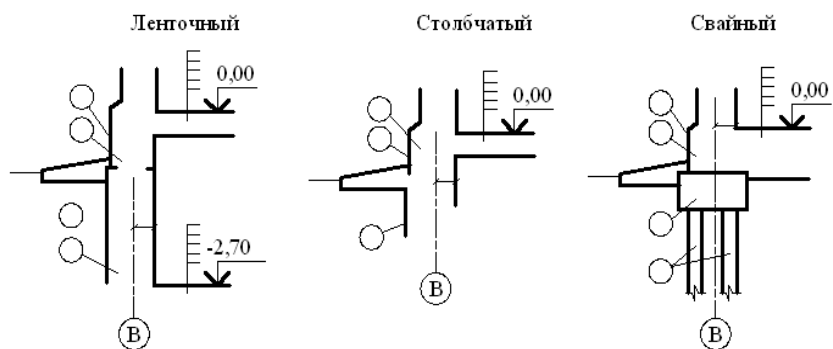 Ленточный Столбчатый Свайный
0,00 0,00 0,00
-2,70
В В В